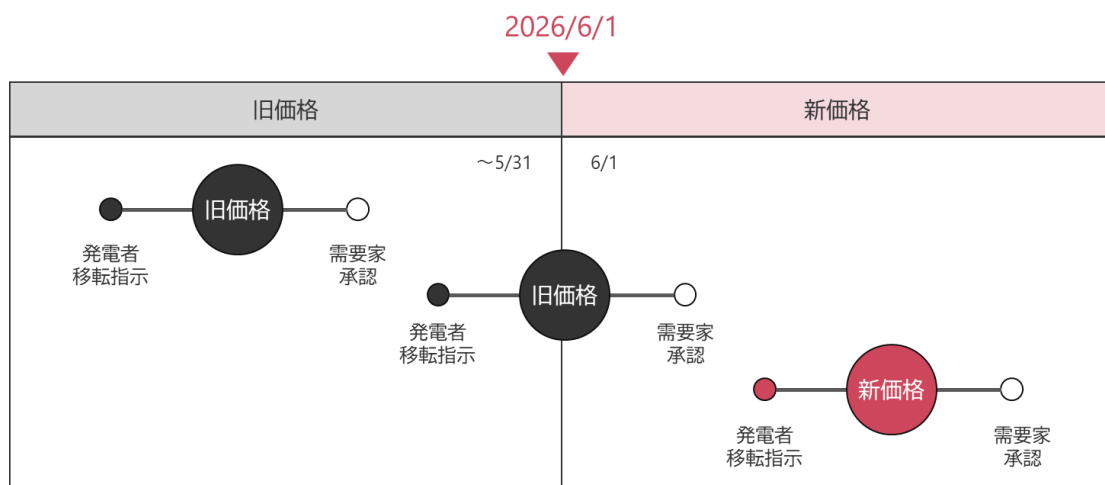 2026/6/1
旧価格
新価格
～5/31
6/1
旧価格
発電者
移転指示
需要家
承認
旧価格
発電者
移転指示
需要家
承認
新価格
発電者
移転指示
需要家
承認